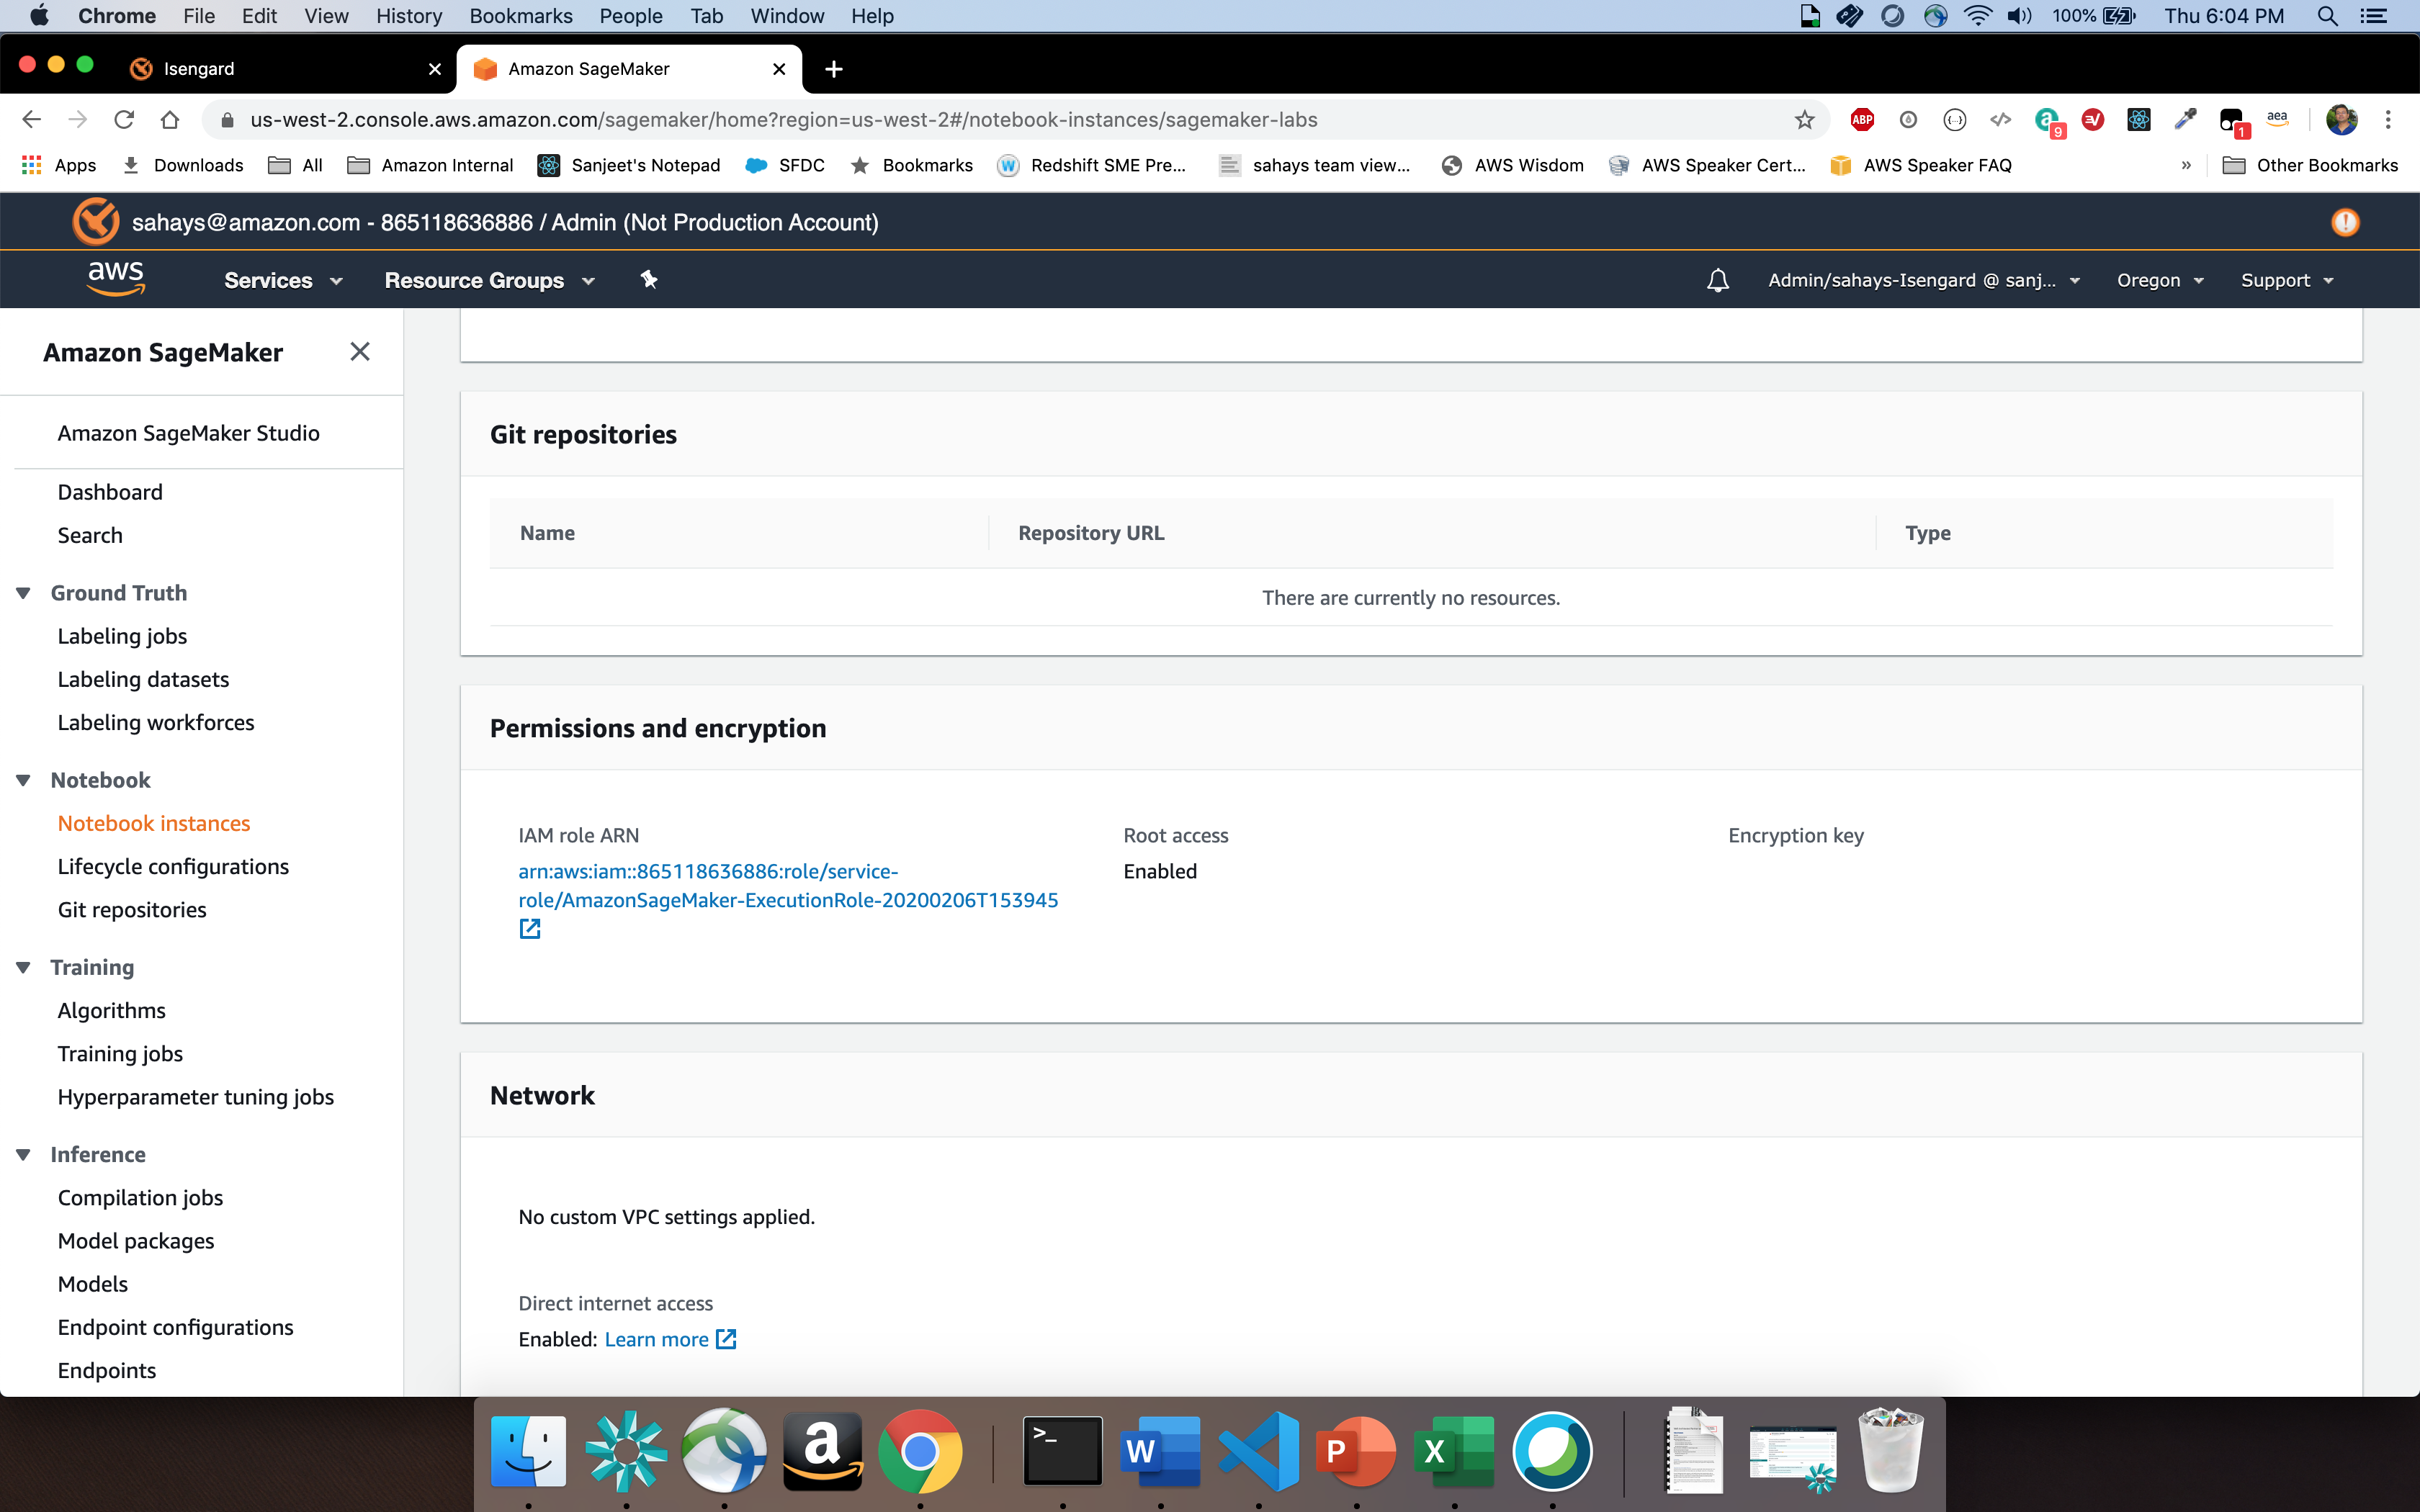 Chrome File Edit View History Bookmarks People Tab Window Help 100% Thu 6:04 PM
Isengard Amazon SageMaker
us-west-2.console.aws.amazon.com/sagemaker/home?region=us-west-2#/notebook-instances/sagemaker-labs ABP 9 1 aea
Apps Downloads All Amazon Internal Sanjeet's Notepad SFDC Bookmarks Redshift SME Pre... sahays team view... AWS Wisdom AWS Speaker Cert... AWS Speaker FAQ » Other Bookmarks
sahays@amazon.com - 865118636886 / Admin (Not Production Account)
aws Services Resource Groups Admin/sahays-Isengard @ sanj... Oregon Support
Amazon SageMaker
Amazon SageMaker Studio
Dashboard
Search
Ground Truth
Labeling jobs
Labeling datasets
Labeling workforces
Notebook
Notebook instances
Lifecycle configurations
Git repositories
Training
Algorithms
Training jobs
Hyperparameter tuning jobs
Inference
Compilation jobs
Model packages
Models
Endpoint configurations
Endpoints
Git repositories
Name Repository URL Type
There are currently no resources.
Permissions and encryption
IAM role ARN
arn:aws:iam::865118636886:role/service-
role/AmazonSageMaker-ExecutionRole-20200206T153945
Root access
Enabled
Encryption key
Network
No custom VPC settings applied.
Direct internet access
Enabled: Learn more
a >_ W P X